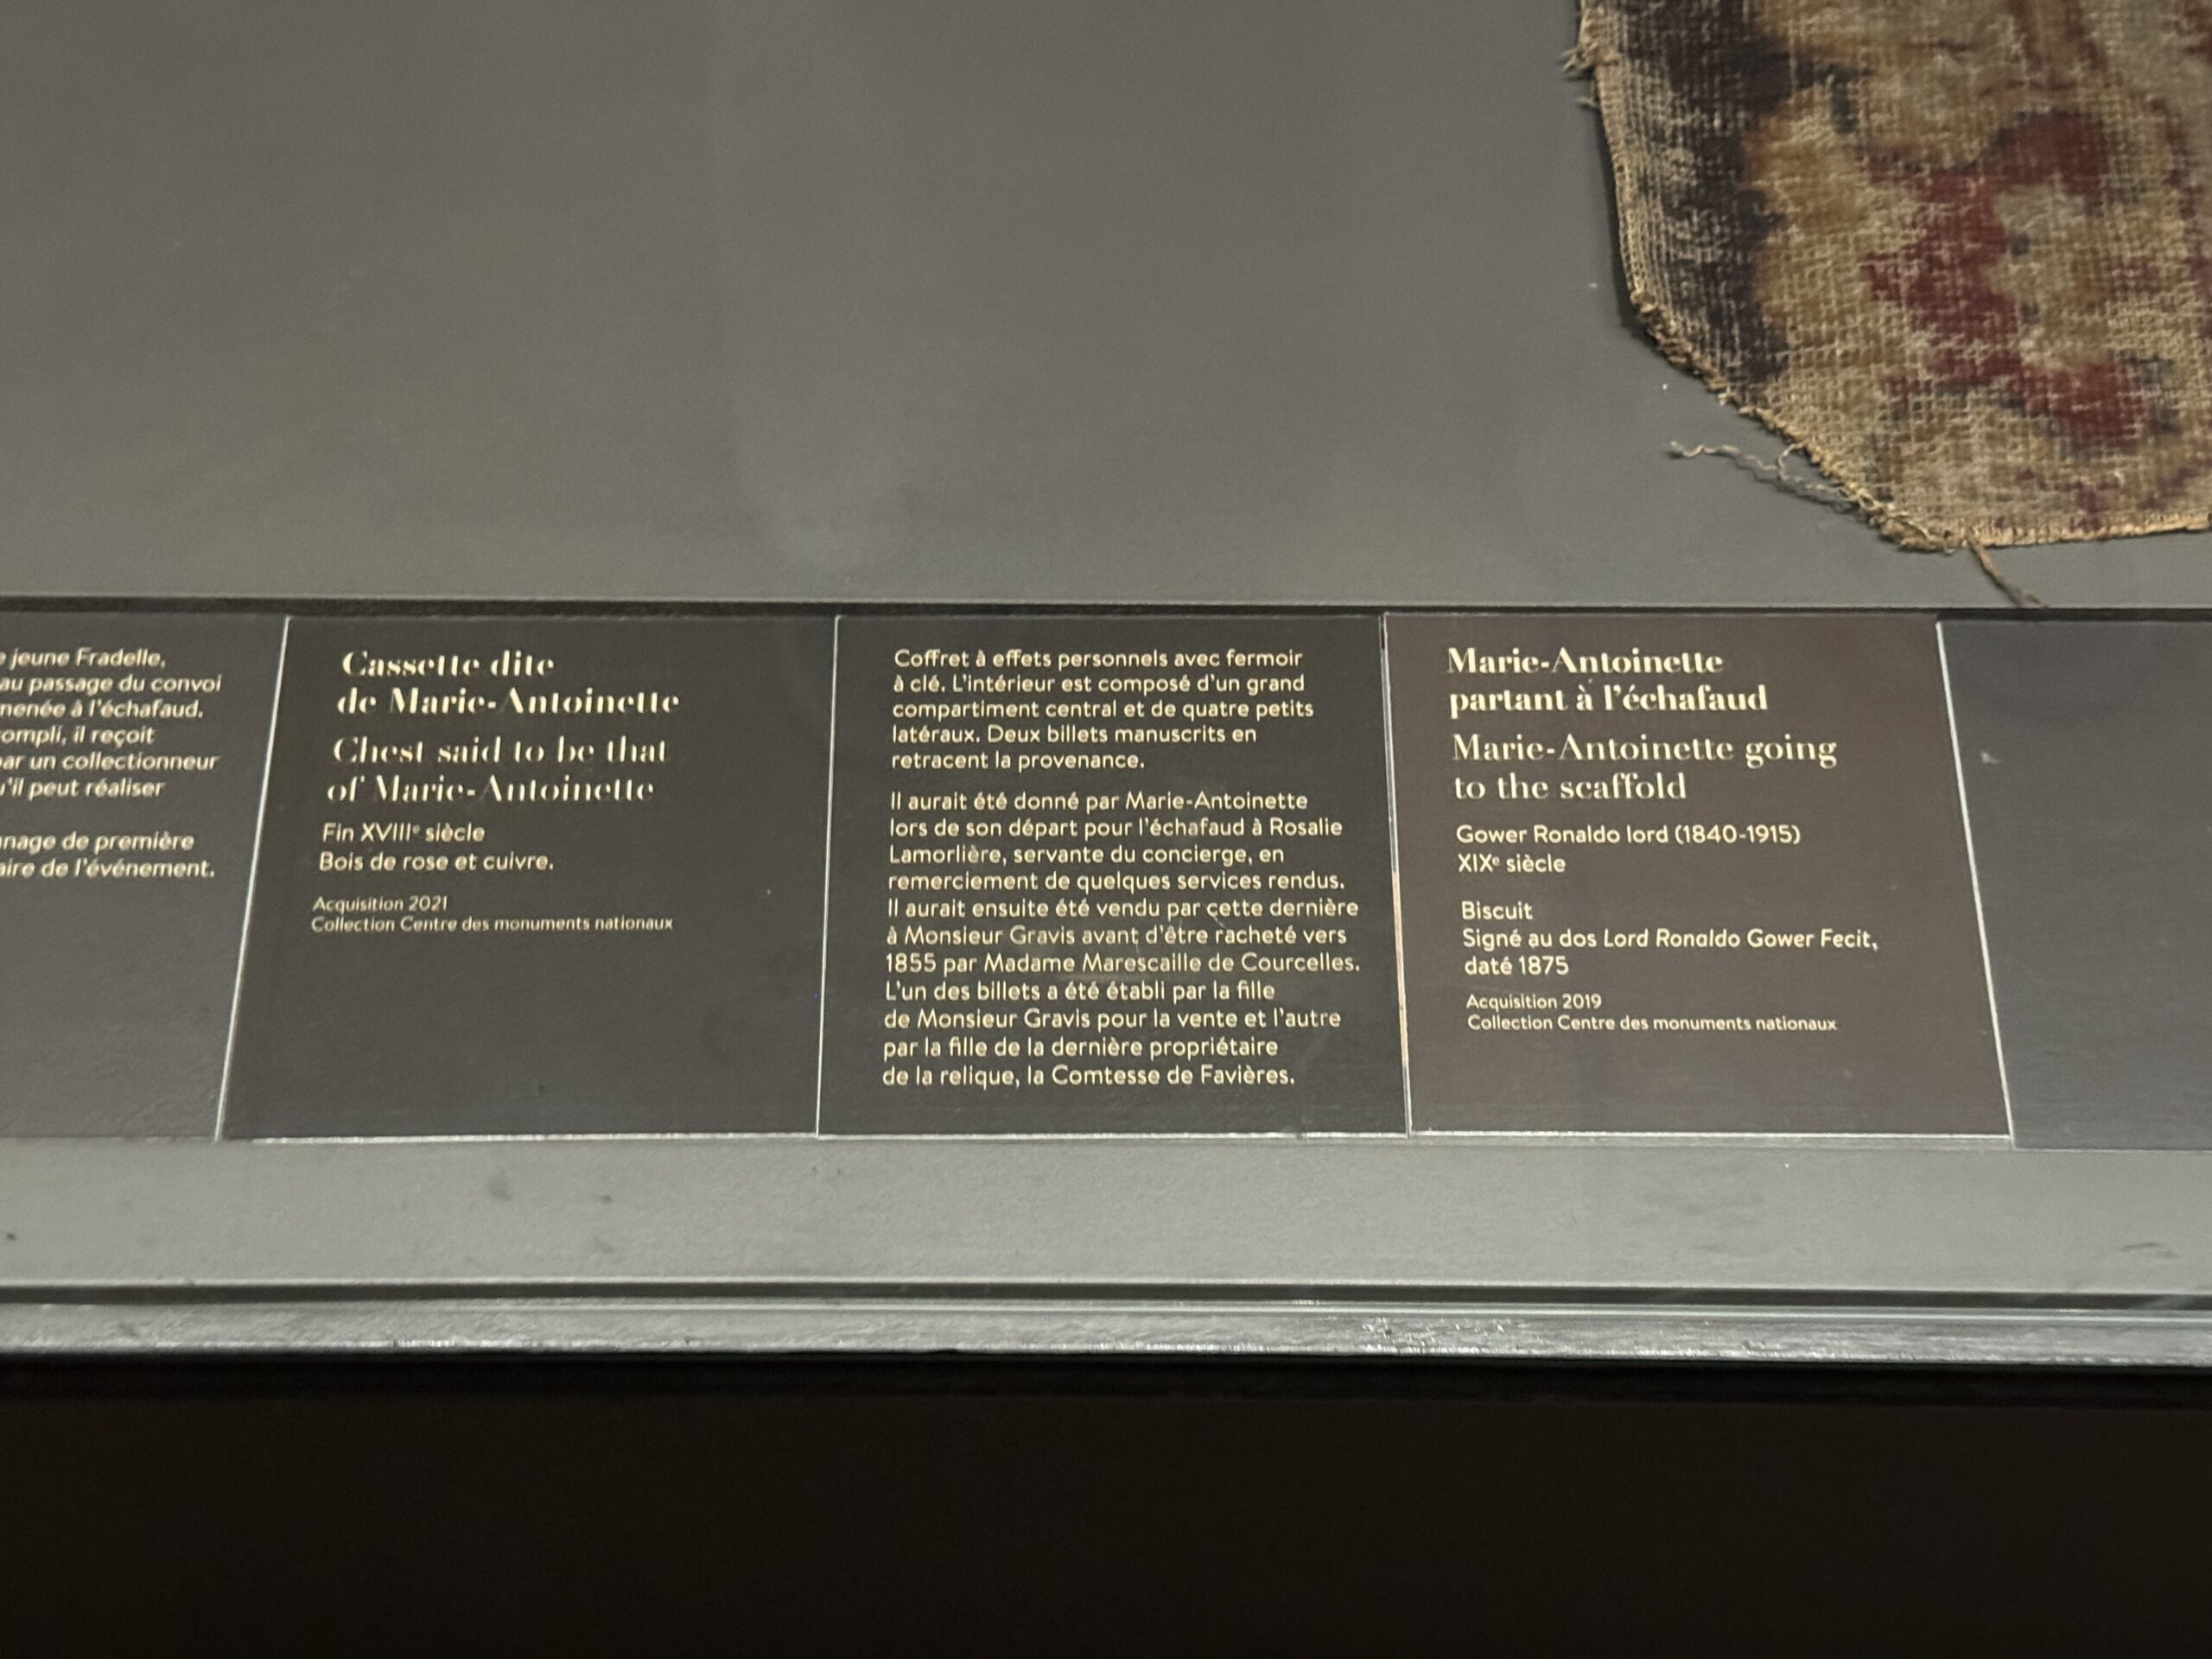 jeune Fradelle,
au passage du convoi
menée à l'échafaud.
ompli, il reçoit
par un collectionneur
u'il peut réaliser
gnage de première
aire de l'événement.
Cassette dite
de Marie-Antoinette
Chest said to be that
of Marie-Antoinette
Fin XVIIIe siècle
Bois de rose et cuivre.
Acquisition 2021
Collection Centre des monuments nationaux
Coffret à effets personnels avec fermoir
à clé. L'intérieur est composé d'un grand
compartiment central et de quatre petits
latéraux. Deux billets manuscrits en
retracent la provenance.
Il aurait été donné par Marie-Antoinette
lors de son départ pour l'échafaud à Rosalie
Lamorlière, servante du concierge, en
remerciement de quelques services rendus.
Il aurait ensuite été vendu par cette dernière
à Monsieur Gravis avant d'être racheté vers
1855 par Madame Marescaille de Courcelles.
L'un des billets a été établi par la fille
de Monsieur Gravis pour la vente et l'autre
par la fille de la dernière propriétaire
de la relique, la Comtesse de Favières.
Marie-Antoinette
partant à l'échafaud
Marie-Antoinette going
to the scaffold
Gower Ronaldo lord (1840-1915)
XIXe siècle
Biscuit
Signé au dos Lord Ronaldo Gower Fecit,
daté 1875
Acquisition 2019
Collection Centre des monuments nationaux